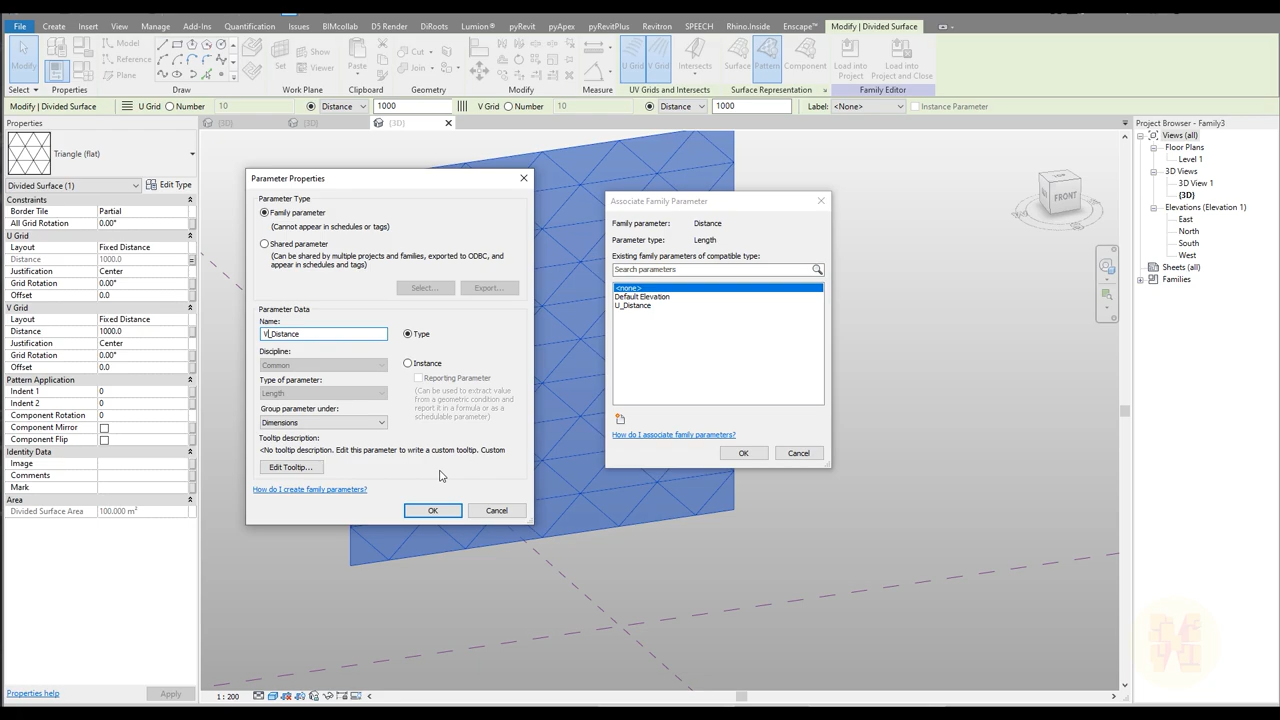 File Create Insert View Manage Add-Ins Quantification Issues BIMcollab D5 Render DiRoots Lumion® pyRevit pyApex pyRevitPlus Revitron SPEECH Rhino.Inside Enscape™ Modify | Divided Surface
Modify
Model
Reference
Plane
Set
Show
Viewer
Paste
Cut
Join
U Grid
V Grid
Intersects
Surface
Pattern
Component
Load into
Project
Load into
Project and Close
Select Properties Draw Work Plane Clipboard Geometry Modify Measure UV Grids and Intersects Surface Representation Family Editor
Modify | Divided Surface U Grid Number 10 Distance 1000 V Grid Number 10 Distance 1000 Label: <None> Instance Parameter
Properties
{3D} {3D} {3D}
Project Browser - Family3
Triangle (flat)
Divided Surface (1) Edit Type
Constraints
Border Tile Partial
All Grid Rotation 0.00°
U Grid
Layout Fixed Distance
Distance 1000.0
Justification Center
Grid Rotation 0.00°
Offset 0.0
V Grid
Layout Fixed Distance
Distance 1000.0
Justification Center
Grid Rotation 0.00°
Offset 0.0
Pattern Application
Indent 1 0
Indent 2 0
Component Rotation 0
Component Mirror
Component Flip
Identity Data
Image
Comments
Mark
Area
Divided Surface Area 100.000 m²
Properties help Apply
Parameter Properties
Parameter Type
Family parameter
(Cannot appear in schedules or tags)
Shared parameter
(Can be shared by multiple projects and families, exported to ODBC, and
appear in schedules and tags)
Select... Export...
Parameter Data
Name:
V_Distance
Type
Discipline:
Common
Instance
Reporting Parameter
Type of parameter:
Length
(Can be used to extract value
from a geometric condition and
report it in a formula or as a
schedulable parameter)
Group parameter under:
Dimensions
Tooltip description:
<No tooltip description. Edit this parameter to write a custom tooltip. Custom
Edit Tooltip...
How do I create family parameters?
OK Cancel
Associate Family Parameter
Family parameter: Distance
Parameter type: Length
Existing family parameters of compatible type:
Search parameters
<none>
Default Elevation
U_Distance
How do I associate family parameters?
OK Cancel
FRONT
Views (all)
Floor Plans
Level 1
3D Views
3D View 1
{3D}
Elevations (Elevation 1)
East
North
South
West
Sheets (all)
Families
1 : 200